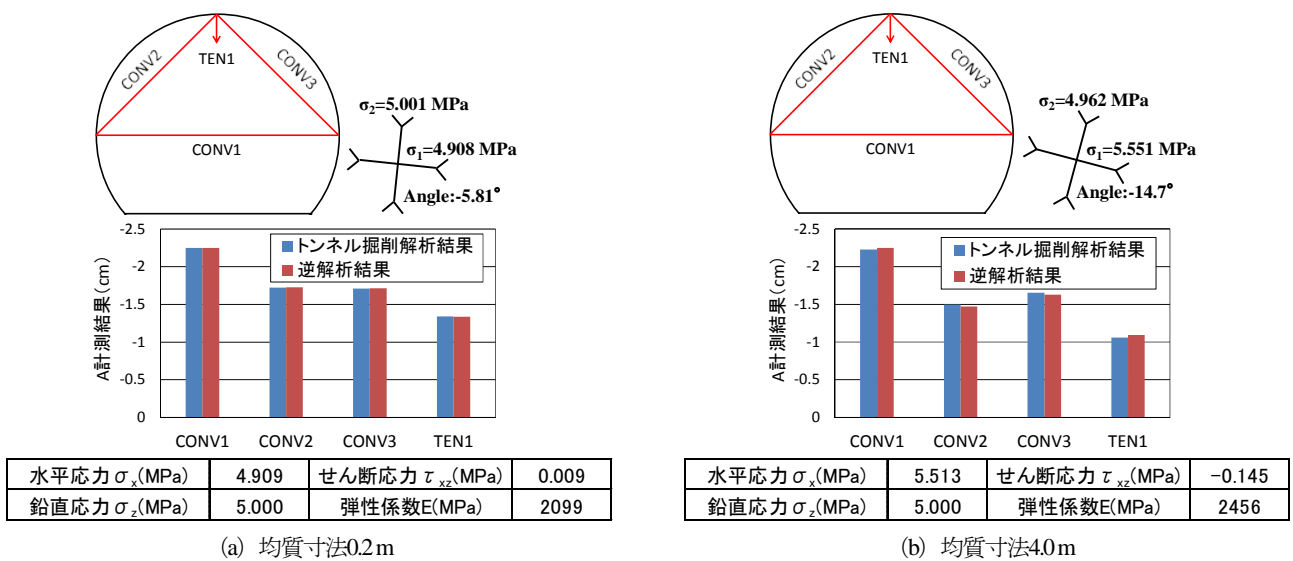 CONV2
TEN1
CONV3
CONV1
σ2=5.001 MPa
σ1=4.908 MPa
Angle:-5.81°
-2.5
-2
-1.5
-1
-0.5
0
A計測結果(cm)
トンネル掘削解析結果
逆解析結果
CONV1 CONV2 CONV3 TEN1
水平応力σx(MPa) 4.909 せん断応力τxz(MPa) 0.009
鉛直応力σz(MPa) 5.000 弾性係数E(MPa) 2099
(a) 均質寸法0.2 m
CONV2
TEN1
CONV3
CONV1
σ2=4.962 MPa
σ1=5.551 MPa
Angle:-14.7°
-2.5
-2
-1.5
-1
-0.5
0
A計測結果(cm)
トンネル掘削解析結果
逆解析結果
CONV1 CONV2 CONV3 TEN1
水平応力σx(MPa) 5.513 せん断応力τxz(MPa) -0.145
鉛直応力σz(MPa) 5.000 弾性係数E(MPa) 2456
(b) 均質寸法4.0 m